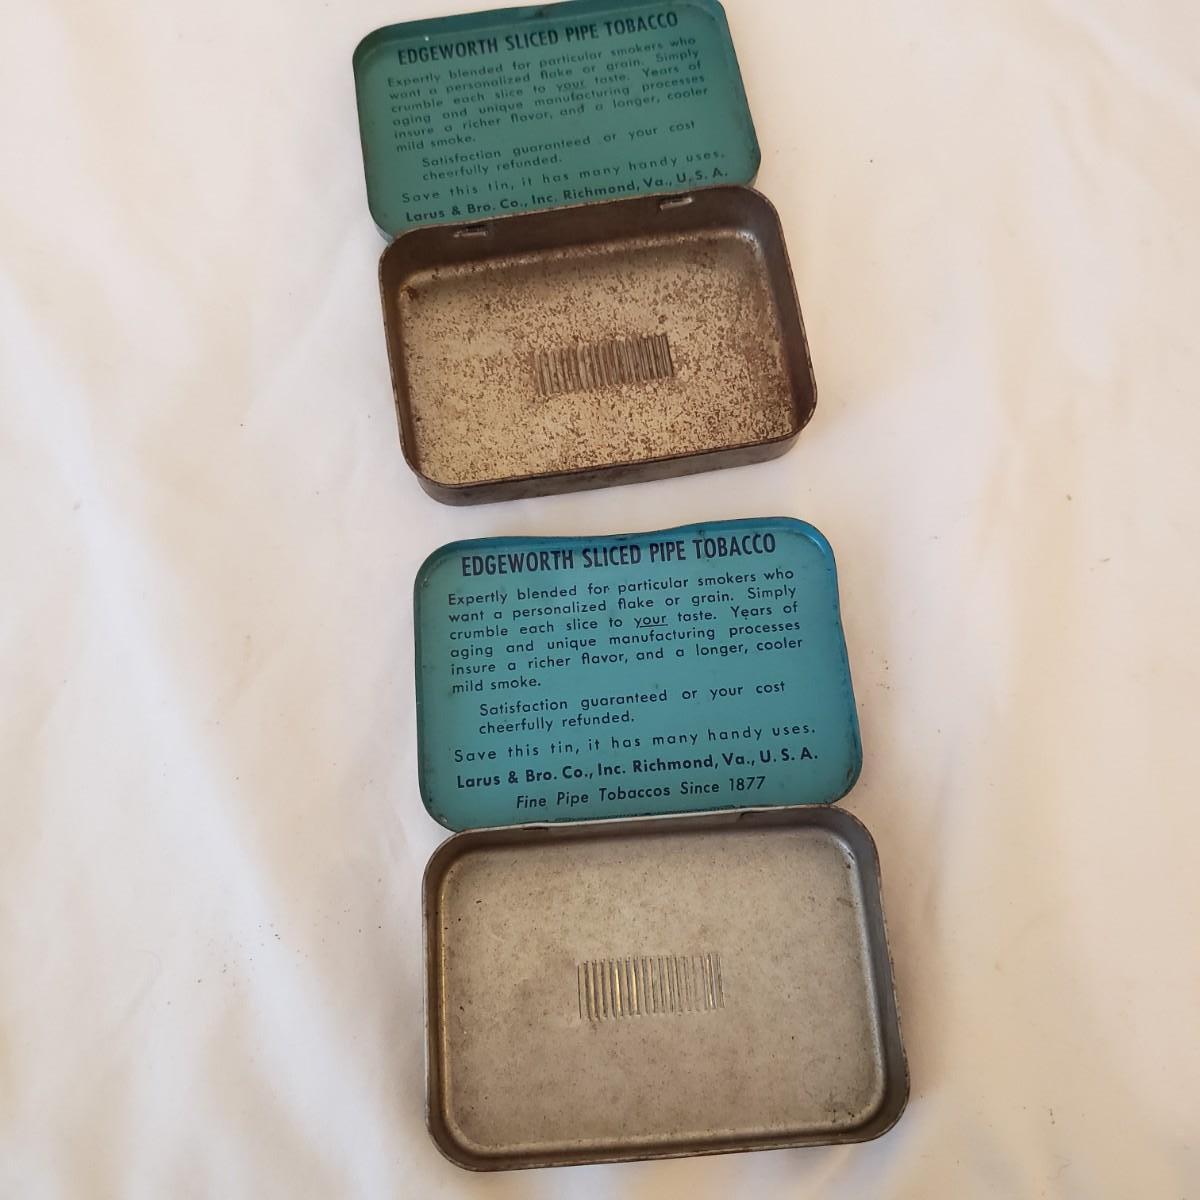 EDGEWORTH SLICED PIPE TOBACCO
Expertly blended for particular smokers who
want a personalized flake or grain. Simply
crumble each slice to your taste. Years of
aging and unique manufacturing processes
insure a richer flavor, and a longer, cooler
mild smoke.
Satisfaction guaranteed or your cost
cheerfully refunded.
Save this tin, it has many handy uses.
Larus & Bro. Co., Inc. Richmond, Va., U. S. A.
EDGEWORTH SLICED PIPE TOBACCO
Expertly blended for particular smokers who
want a personalized flake or grain. Simply
crumble each slice to your taste. Years of
aging and unique manufacturing processes
insure a richer flavor, and a longer, cooler
mild smoke.
Satisfaction guaranteed or your cost
cheerfully refunded.
Save this tin, it has many handy uses.
Larus & Bro. Co., Inc. Richmond, Va., U. S. A.
Fine Pipe Tobaccos Since 1877